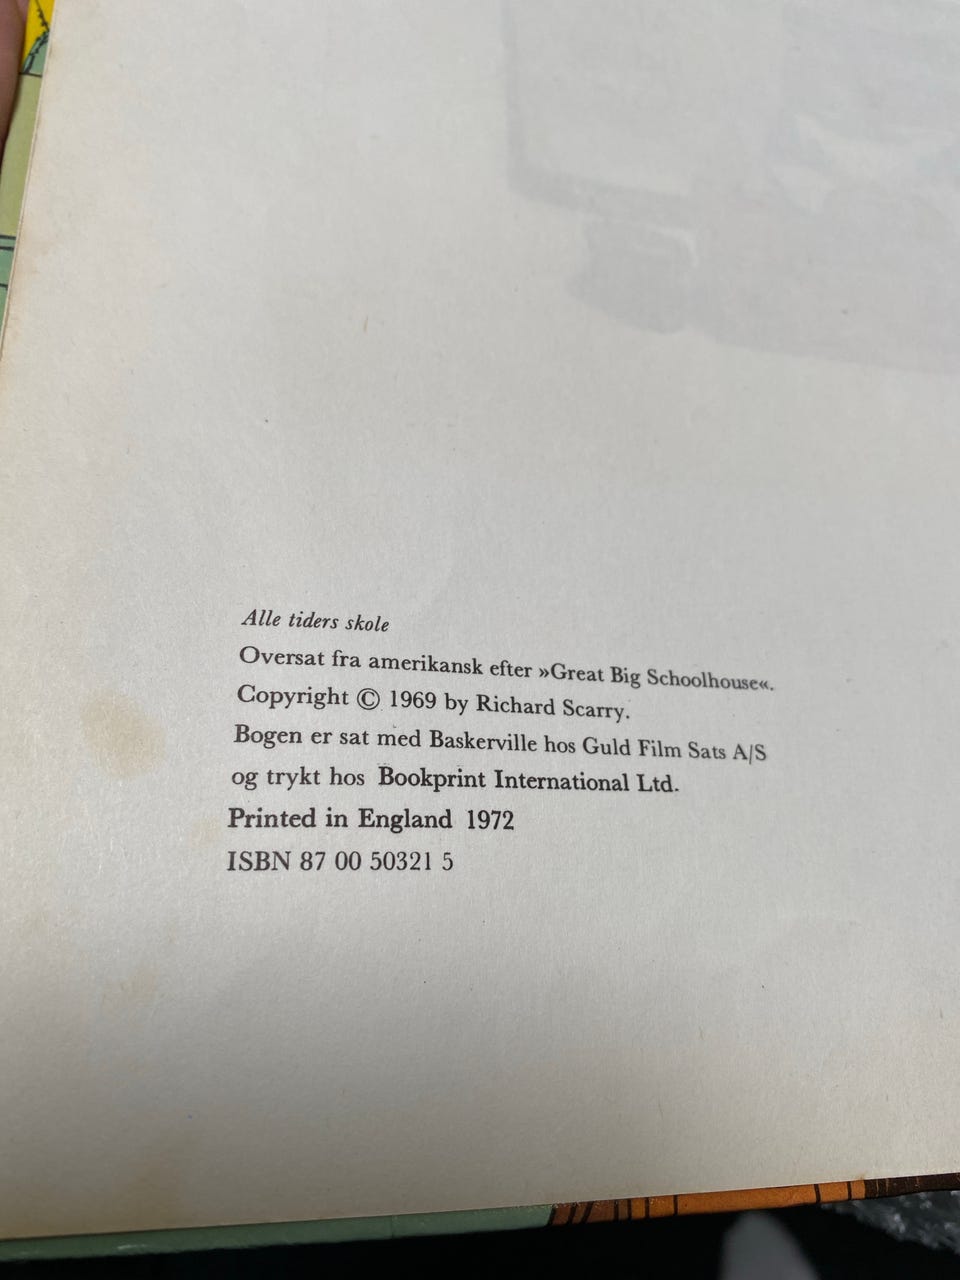 Alle tiders skole
Oversat fra amerikansk efter »Great Big Schoolhouse«.
Copyright © 1969 by Richard Scarry.
Bogen er sat med Baskerville hos Guld Film Sats A/S
og trykt hos Bookprint International Ltd.
Printed in England 1972
ISBN 87 00 50321 5